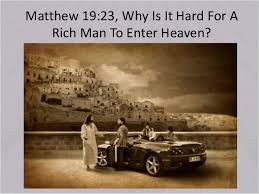 Matthew 19:23, Why Is It Hard For A
Rich Man To Enter Heaven?